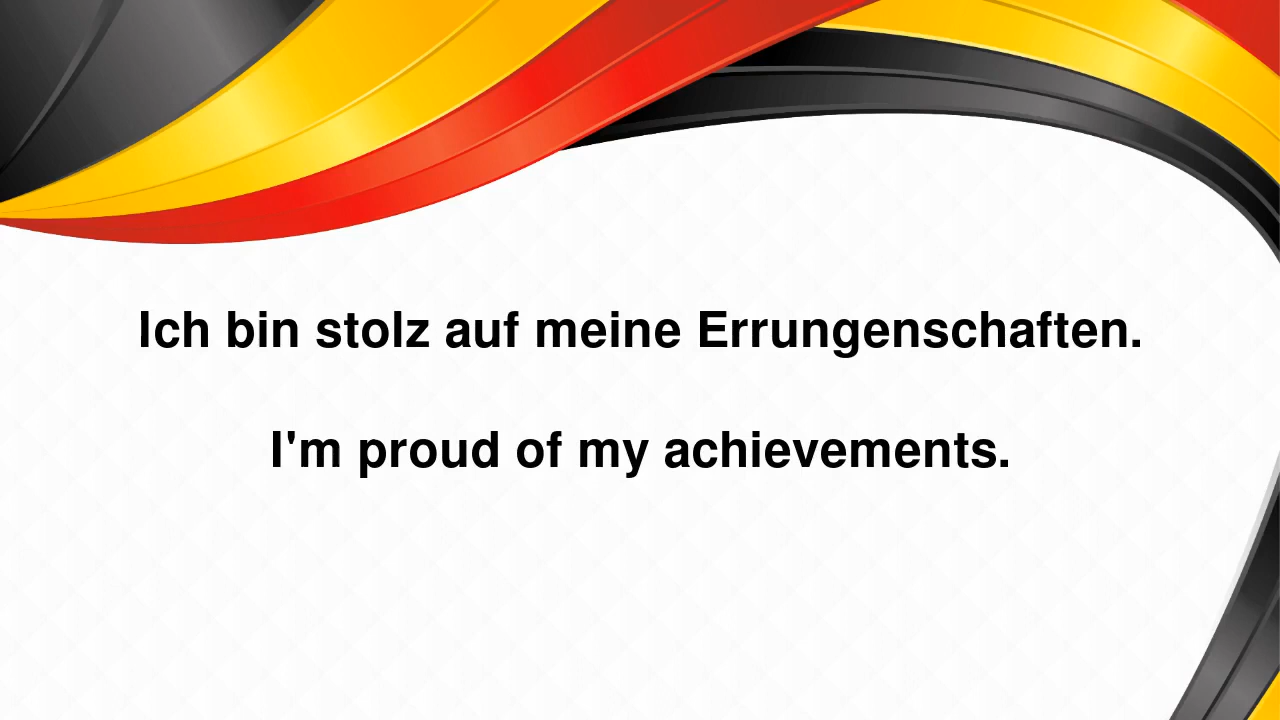 Ich bin stolz auf meine Errungenschaften.
I'm proud of my achievements.